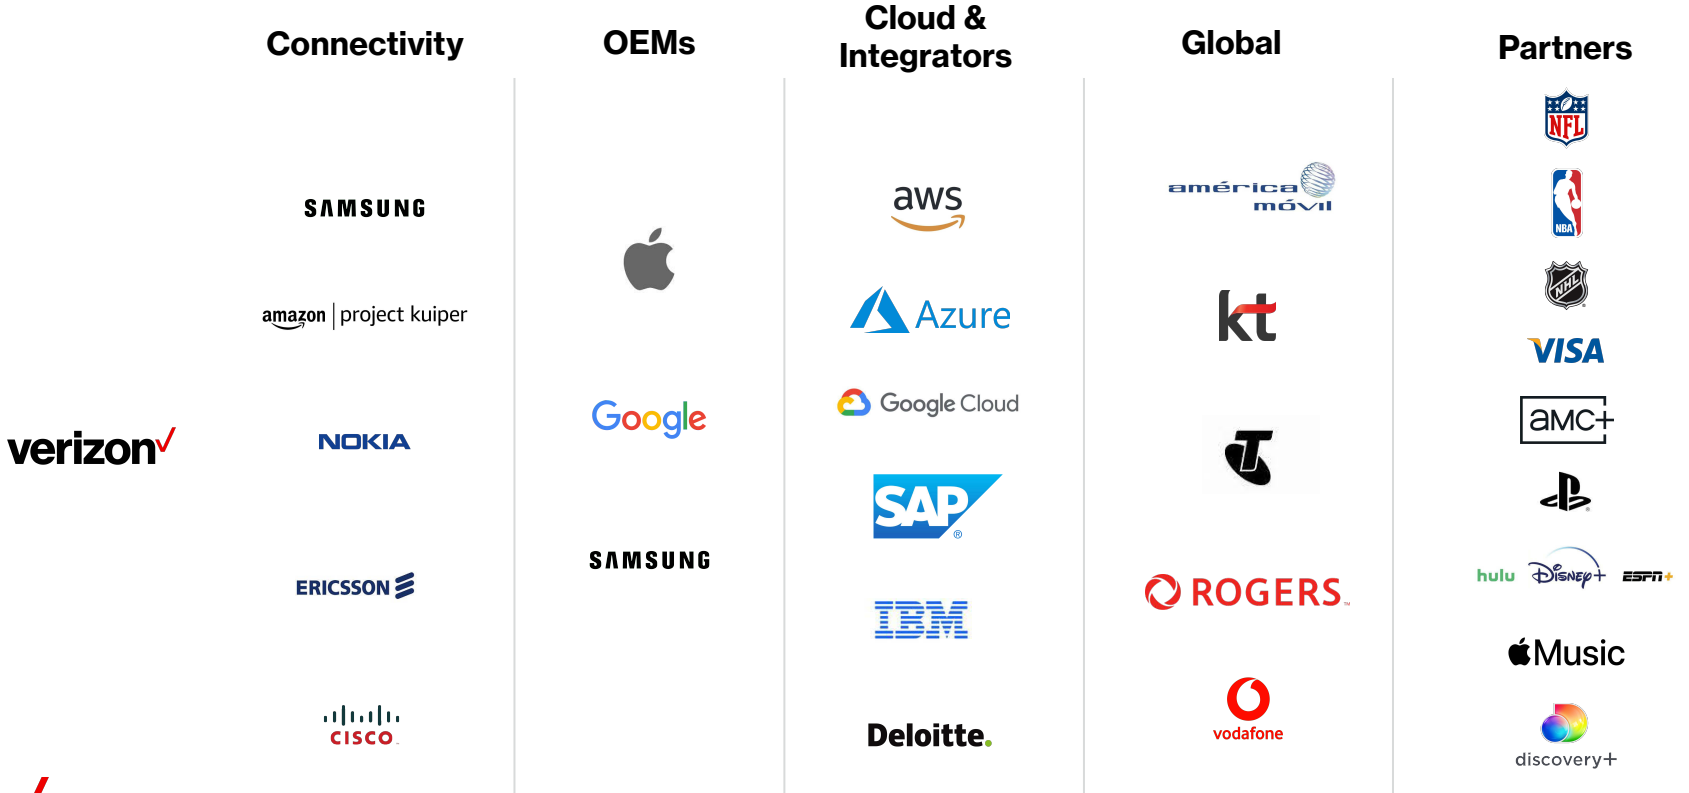 Connectivity
OEMs
Cloud &
Integrators
Global
Partners
verizon
SAMSUNG
amazon | project kuiper
NOKIA
ERICSSON
CISCO
Google
SAMSUNG
aws
Azure
Google Cloud
SAP®
IBM
Deloitte.
américa
móvil
kt
T
ROGERS™
vodafone
NFL
NBA
NHL
VISA
aMC+
hulu Disney+ ESPN+
Music
discovery+